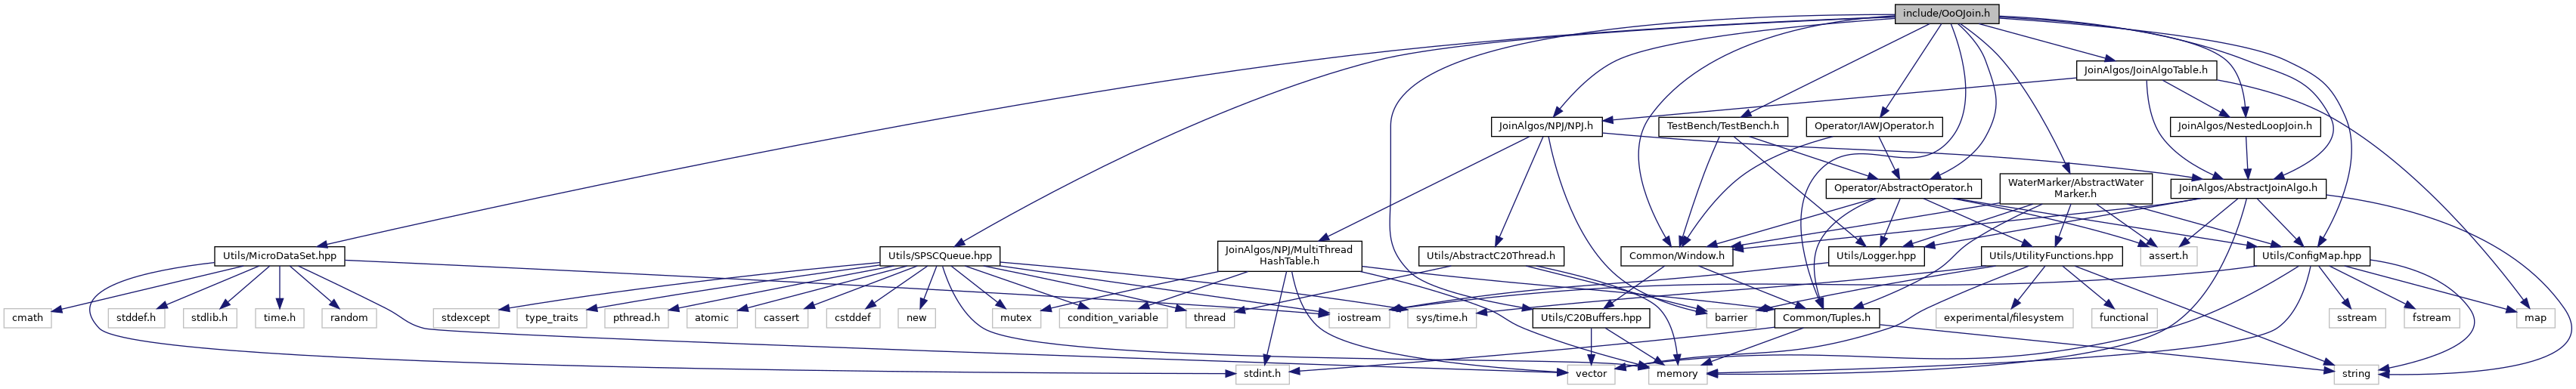 include/OoOJoin.h
JoinAlgos/JoinAlgoTable.h
JoinAlgos/NPJ/NPJ.h
TestBench/TestBench.h
Operator/IAWJOperator.h
JoinAlgos/NestedLoopJoin.h
Operator/AbstractOperator.h
WaterMarker/AbstractWater
Marker.h
JoinAlgos/AbstractJoinAlgo.h
Utils/MicroDataSet.hpp
Utils/SPSCQueue.hpp
JoinAlgos/NPJ/MultiThread
HashTable.h
Utils/AbstractC20Thread.h
Common/Window.h
Utils/Logger.hpp
Utils/UtilityFunctions.hpp
assert.h
Utils/ConfigMap.hpp
cmath
stddef.h
stdlib.h
time.h
random
stdexcept
type_traits
pthread.h
atomic
cassert
cstddef
new
mutex
condition_variable
thread
iostream
sys/time.h
Utils/C20Buffers.hpp
barrier
Common/Tuples.h
experimental/filesystem
functional
sstream
fstream
map
stdint.h
vector
memory
string